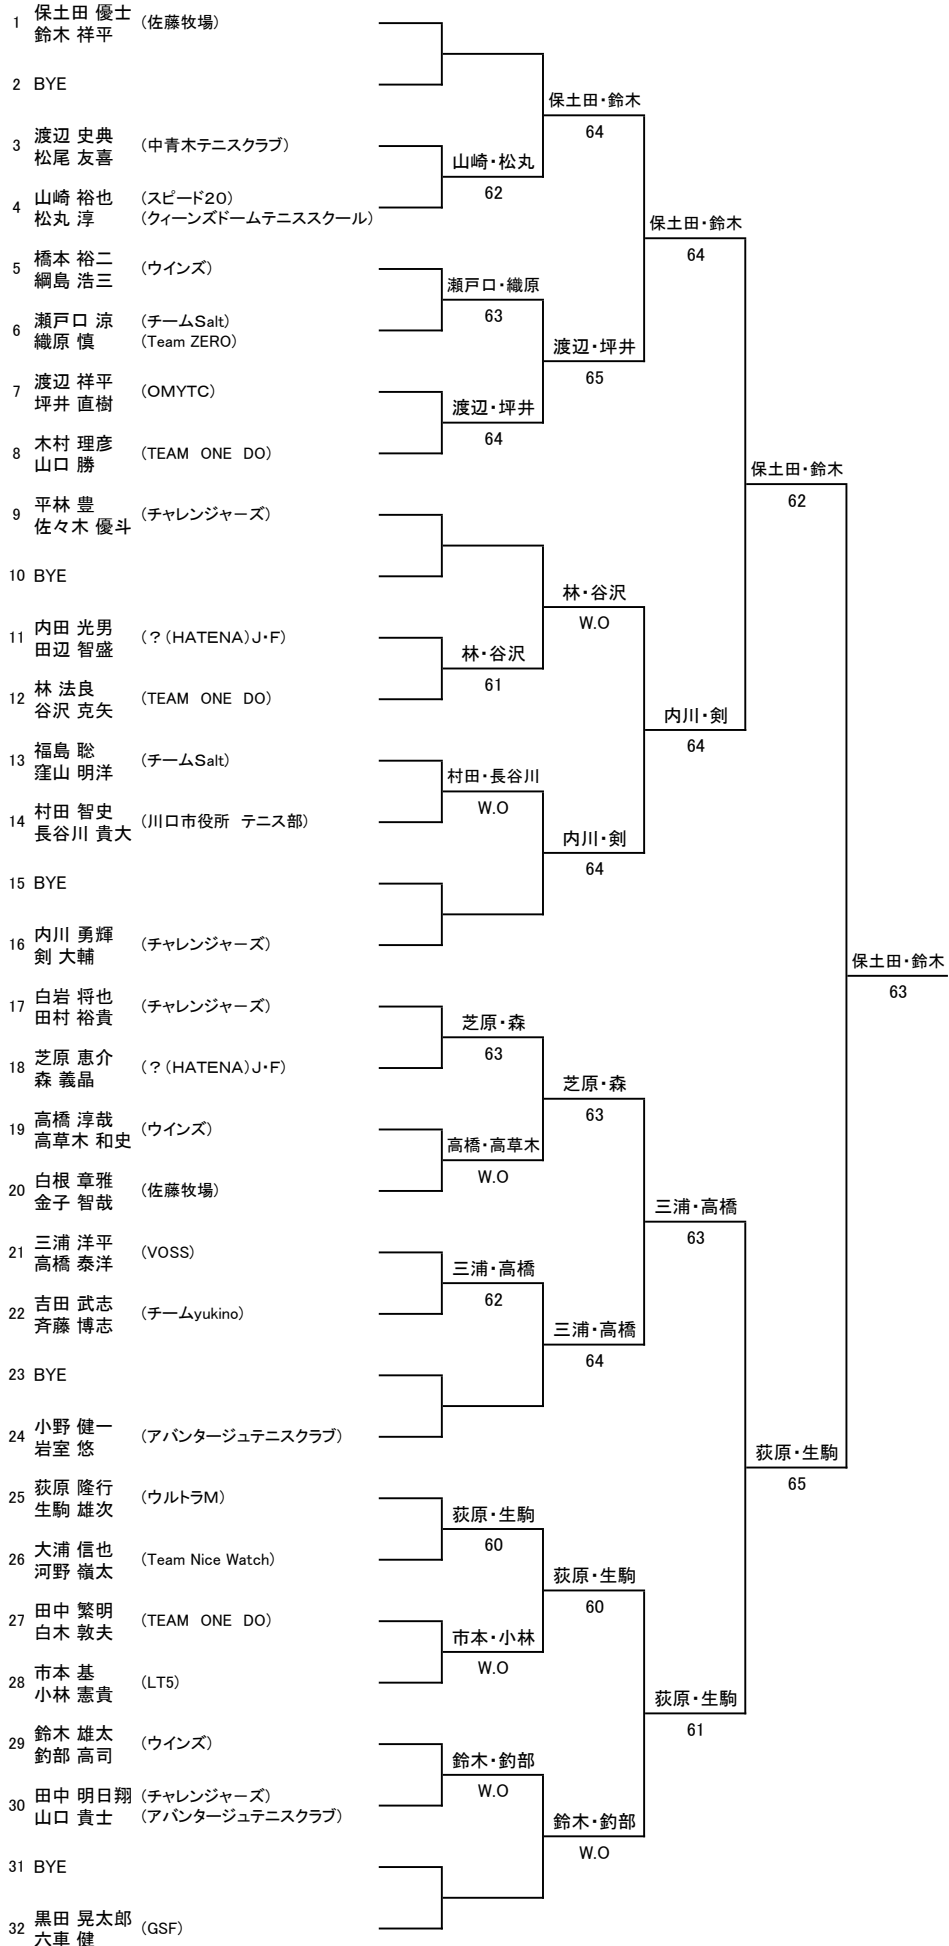 1 保土田 優士 (佐藤牧場)
鈴木 祥平
2 BYE
保土田・鈴木
64
3 渡辺 史典 (中青木テニスクラブ)
松尾 友喜
山崎・松丸
62
4 山崎 裕也 (スピード20)
松丸 淳 (ウィーンズドームテニススクール)
保土田・鈴木
64
5 橋本 裕二 (ウインズ)
綱島 浩三
瀬戸口・織原
63
6 瀬戸口 涼 (チームSalt)
織原 慎 (Team ZERO)
渡辺・坪井
65
7 渡辺 祥平 (OMYTC)
坪井 直樹
渡辺・坪井
64
8 木村 理彦 (TEAM ONE DO)
山口 勝
保土田・鈴木
62
9 平林 豊 (チャレンジャーズ)
佐々木 優斗
10 BYE
林・谷沢
W.O
11 内田 光男 (?(HATENA)J・F)
田辺 智盛
林・谷沢
61
12 林 法良 (TEAM ONE DO)
谷沢 克矢
内川・剣
64
13 福島 聡 (チームSalt)
窪山 明洋
村田・長谷川
W.O
14 村田 智史 (川口市役所 テニス部)
長谷川 貴大
内川・剣
64
15 BYE
16 内川 勇輝 (チャレンジャーズ)
剣 大輔
保土田・鈴木
63
17 白岩 将也 (チャレンジャーズ)
田村 裕貴
芝原・森
63
18 芝原 恵介 (?(HATENA)J・F)
森 義晶
芝原・森
63
19 高橋 淳哉 (ウインズ)
高草木 和史
高橋・高草木
W.O
20 白根 章雅 (佐藤牧場)
金子 智哉
三浦・高橋
63
21 三浦 洋平 (VOSS)
高橋 泰洋
三浦・高橋
62
22 吉田 武志 (チームyukino)
斉藤 博志
三浦・高橋
64
23 BYE
24 小野 健一 (アバンタージュテニスクラブ)
岩室 悠
荻原・生駒
65
25 荻原 隆行 (ウルトラM)
生駒 雄次
荻原・生駒
60
26 大浦 信也 (Team Nice Watch)
河野 嶺太
荻原・生駒
60
27 田中 繁明 (TEAM ONE DO)
白木 敦夫
市本・小林
W.O
28 市本 基 (LT5)
小林 憲貴
荻原・生駒
61
29 鈴木 雄太 (ウインズ)
釣部 高司
鈴木・釣部
W.O
30 田中 明日翔 (チャレンジャーズ)
山口 貴士 (アバンタージュテニスクラブ)
鈴木・釣部
W.O
31 BYE
32 黒田 晃太郎 (GSF)
六車 健